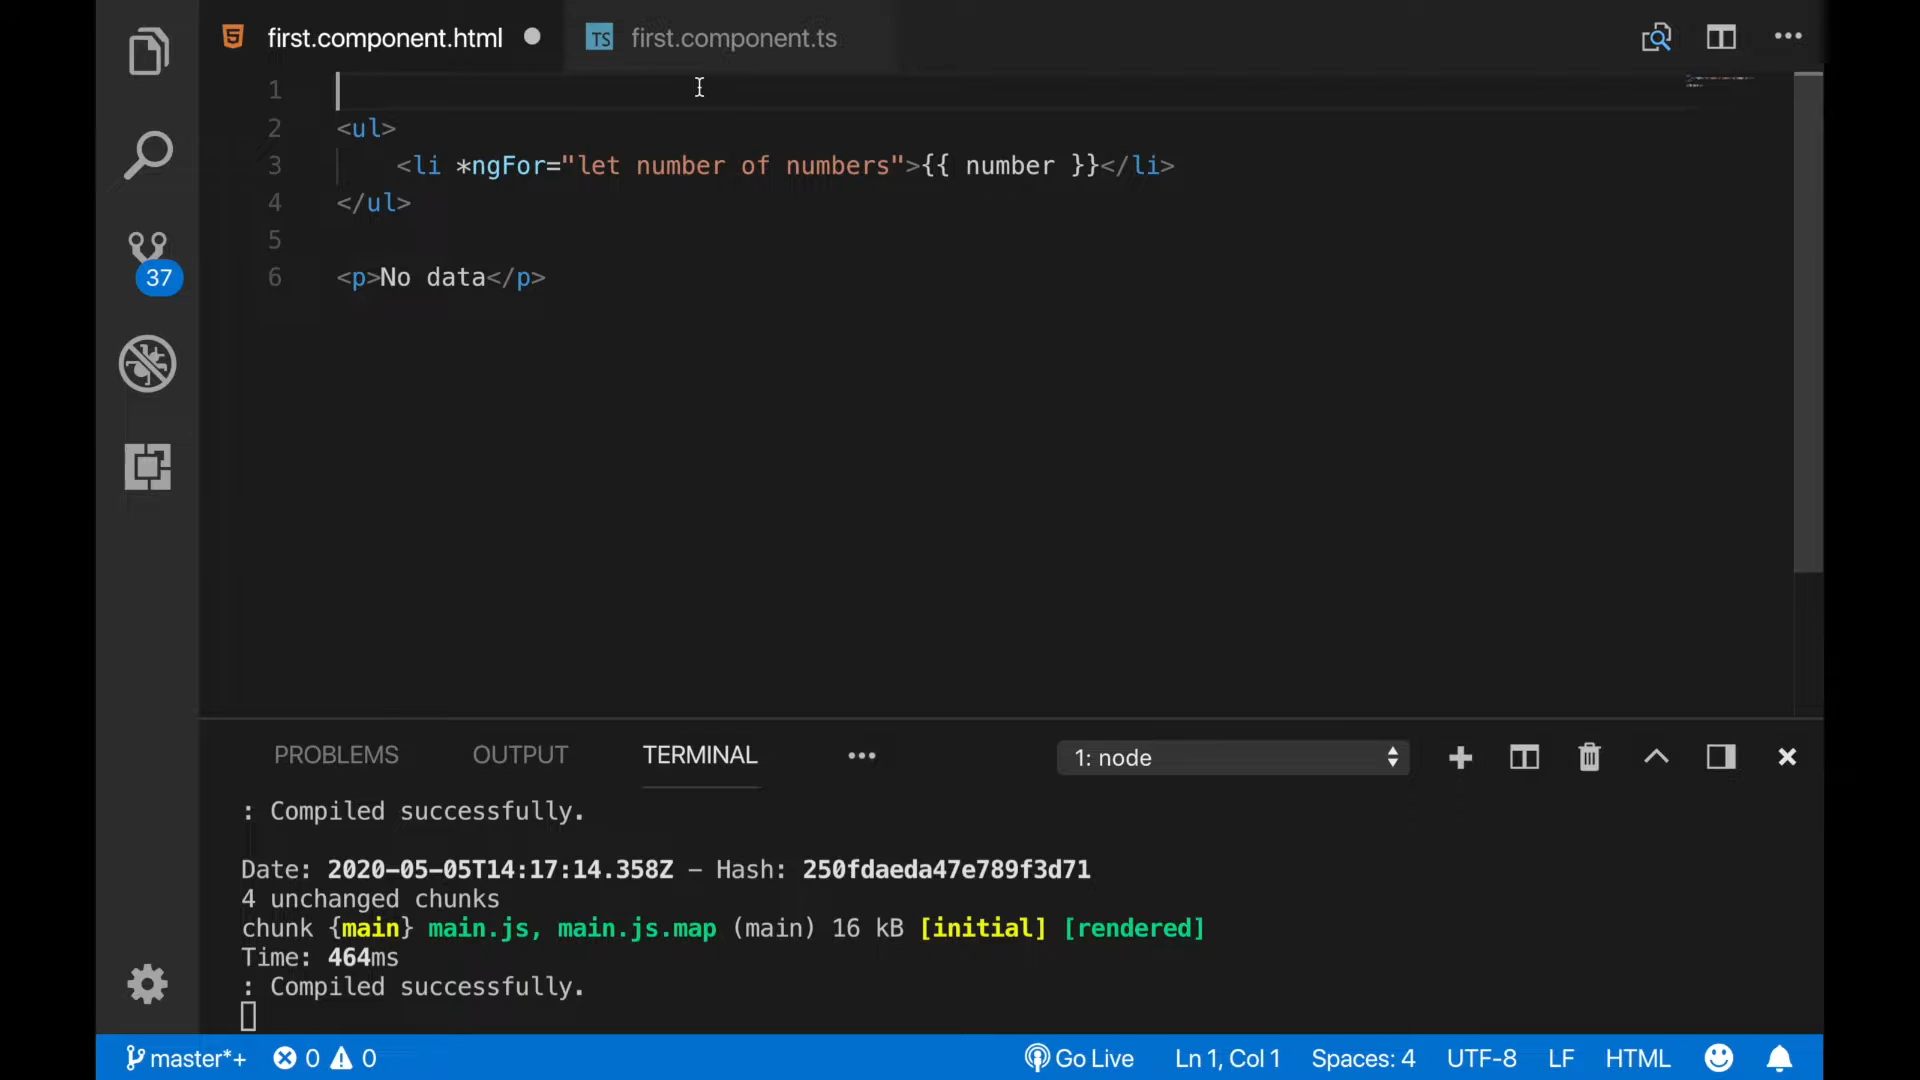 first.component.html
TS first.component.ts
1
2 <ul>
3 <li *ngFor="let number of numbers">{{ number }}</li>
4 </ul>
5
6 <p>No data</p>
37
PROBLEMS OUTPUT TERMINAL 1: node
: Compiled successfully.
Date: 2020-05-05T14:17:14.358Z - Hash: 250fdaeda47e789f3d71
4 unchanged chunks
chunk {main} main.js, main.js.map (main) 16 kB [initial] [rendered]
Time: 464ms
: Compiled successfully.
master*+ 0 0 Go Live Ln 1, Col 1 Spaces: 4 UTF-8 LF HTML